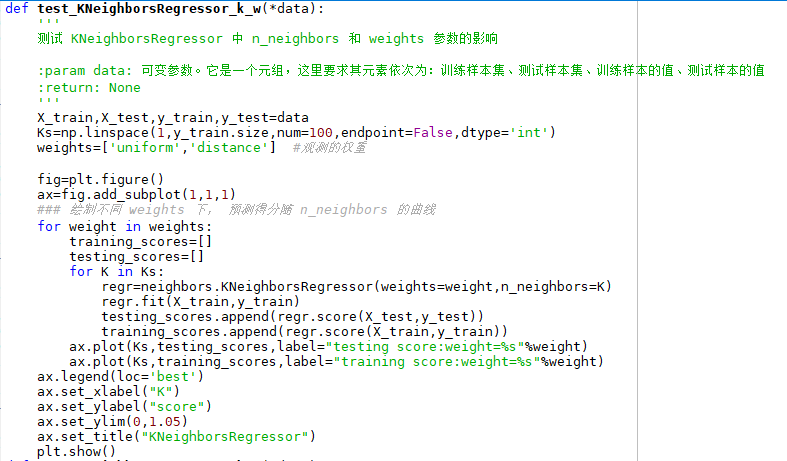 def test_KNeighborsRegressor_k_w(*data):
    '''
    测试 KNeighborsRegressor 中 n_neighbors 和 weights 参数的影响

    :param data: 可变参数。它是一个元组，这里要求其元素依次为：训练样本集、测试样本集、训练样本的值、测试样本的值
    :return: None
    '''
    X_train,X_test,y_train,y_test=data
    Ks=np.linspace(1,y_train.size,num=100,endpoint=False,dtype='int')
    weights=['uniform','distance']  #观测的权重

    fig=plt.figure()
    ax=fig.add_subplot(1,1,1)
    ### 绘制不同 weights 下， 预测得分随 n_neighbors 的曲线
    for weight in weights:
        training_scores=[]
        testing_scores=[]
        for K in Ks:
            regr=neighbors.KNeighborsRegressor(weights=weight,n_neighbors=K)
            regr.fit(X_train,y_train)
            testing_scores.append(regr.score(X_test,y_test))
            training_scores.append(regr.score(X_train,y_train))
        ax.plot(Ks,testing_scores,label="testing score:weight=%s"%weight)
        ax.plot(Ks,training_scores,label="training score:weight=%s"%weight)
    ax.legend(loc='best')
    ax.set_xlabel("K")
    ax.set_ylabel("score")
    ax.set_ylim(0,1.05)
    ax.set_title("KNeighborsRegressor")
    plt.show()